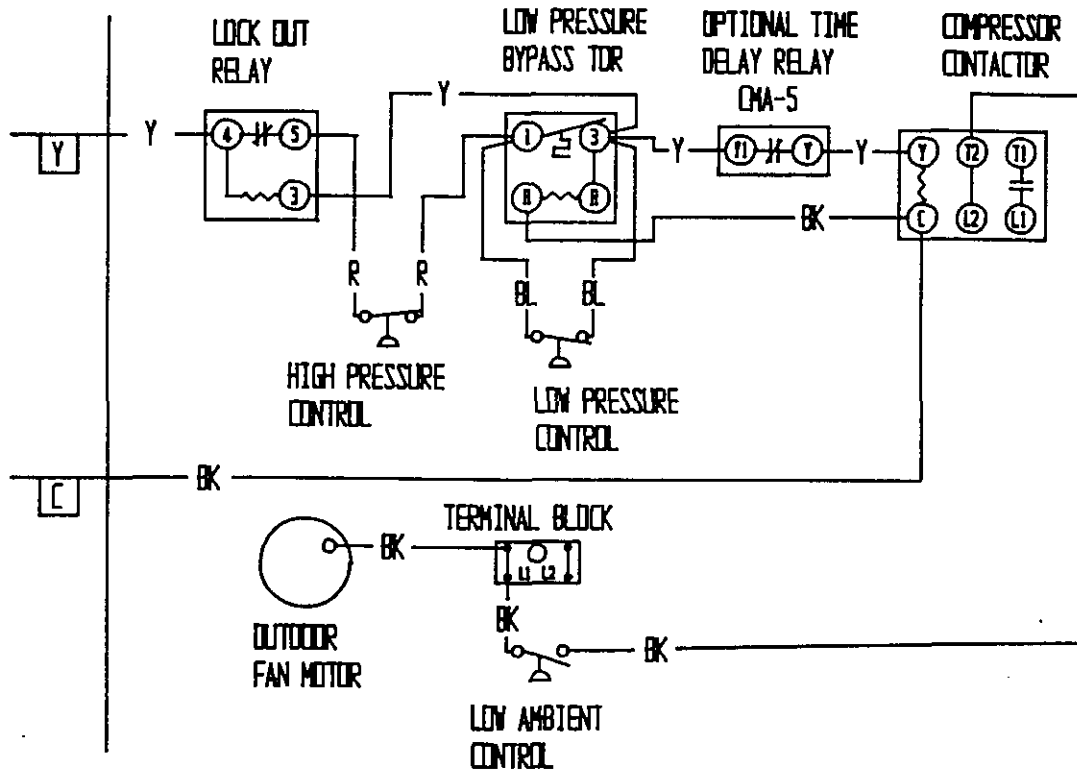 LOCK OUT
RELAY
LOW PRESSURE
BYPASS TDR
OPTIONAL TIME
DELAY RELAY
CMA-5
COMPRESSOR
CONTACTOR
Y
Y
4
5
3
Y
1
3
H
R
Y
T1
Y
Y
Y
T2
T1
C
L2
L1
BK
R
R
BL
BL
HIGH PRESSURE
CONTROL
LOW PRESSURE
CONTROL
C
BK
TERMINAL BLOCK
BK
L1 L2
BK
OUTDOOR
FAN MOTOR
BK
LOW AMBIENT
CONTROL